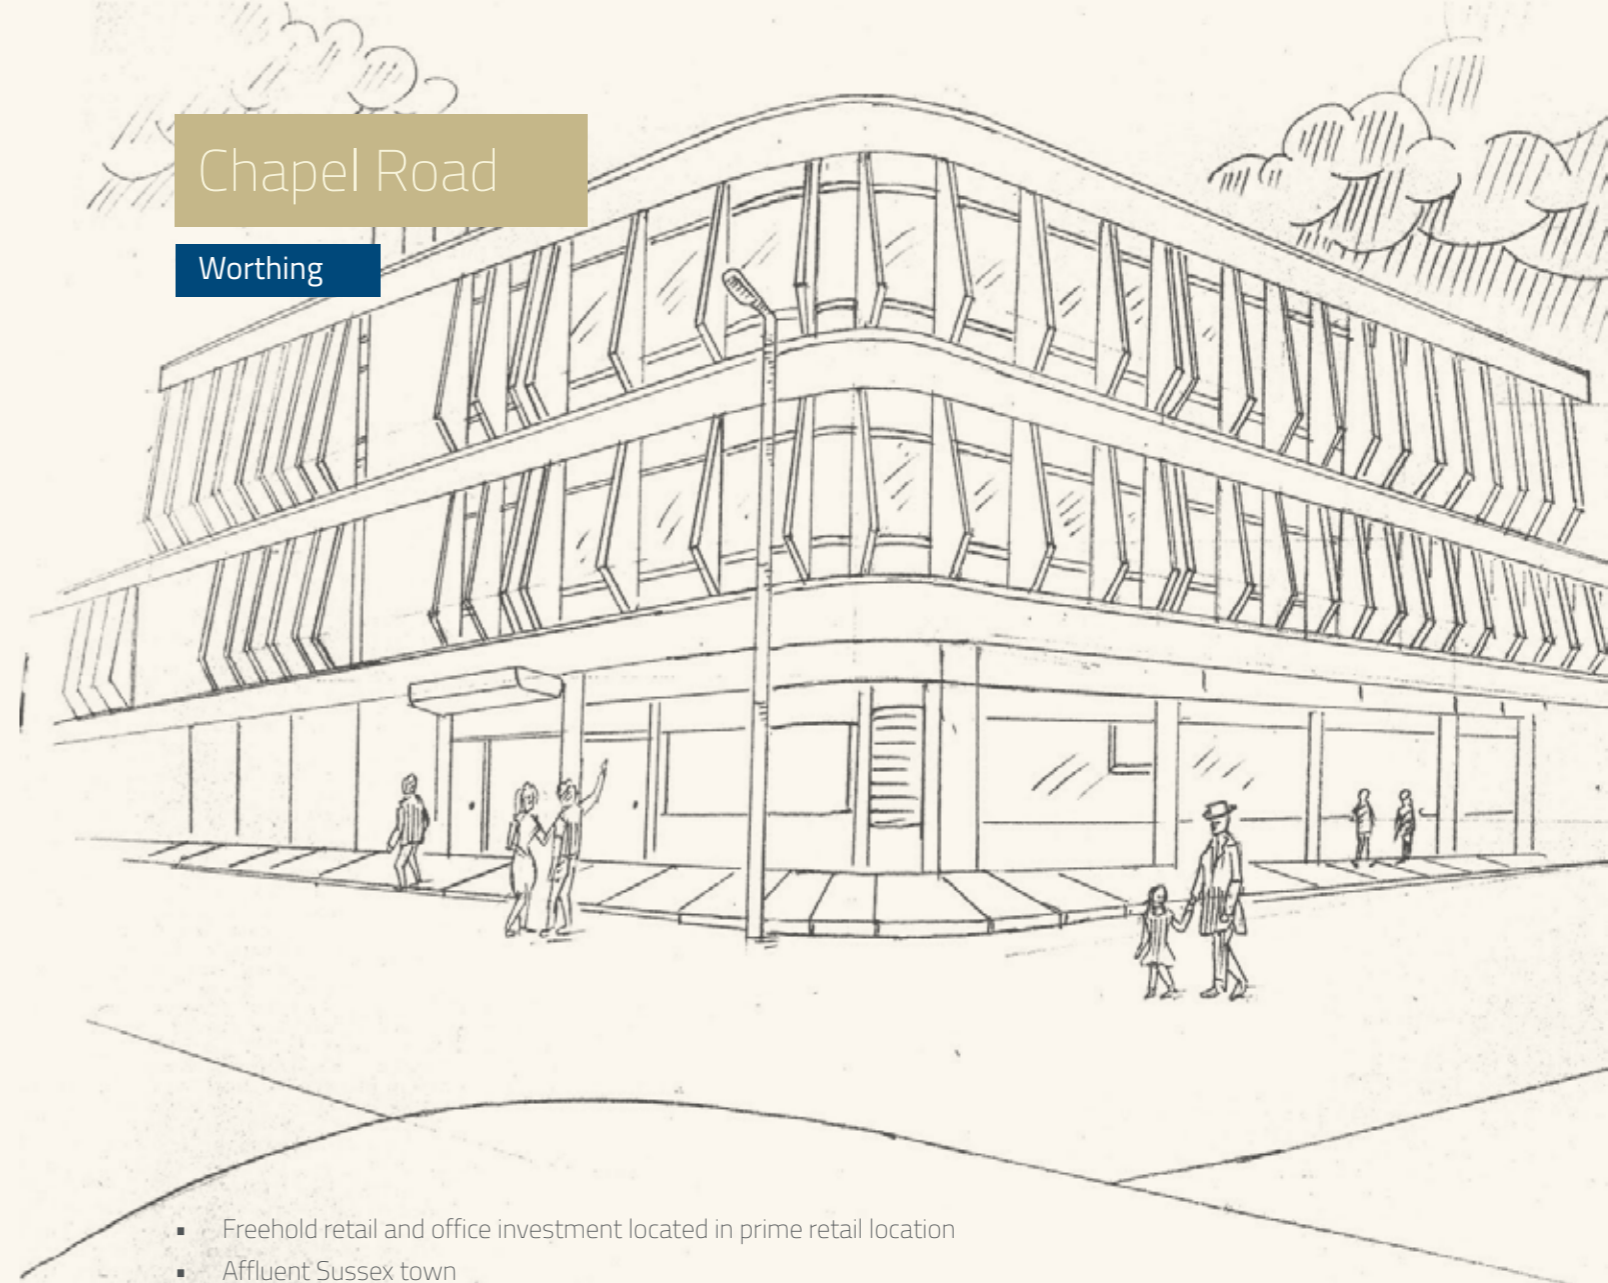 Chapel Road
Worthing
▪ Freehold retail and office investment located in prime retail location
▪ Affluent Sussex town